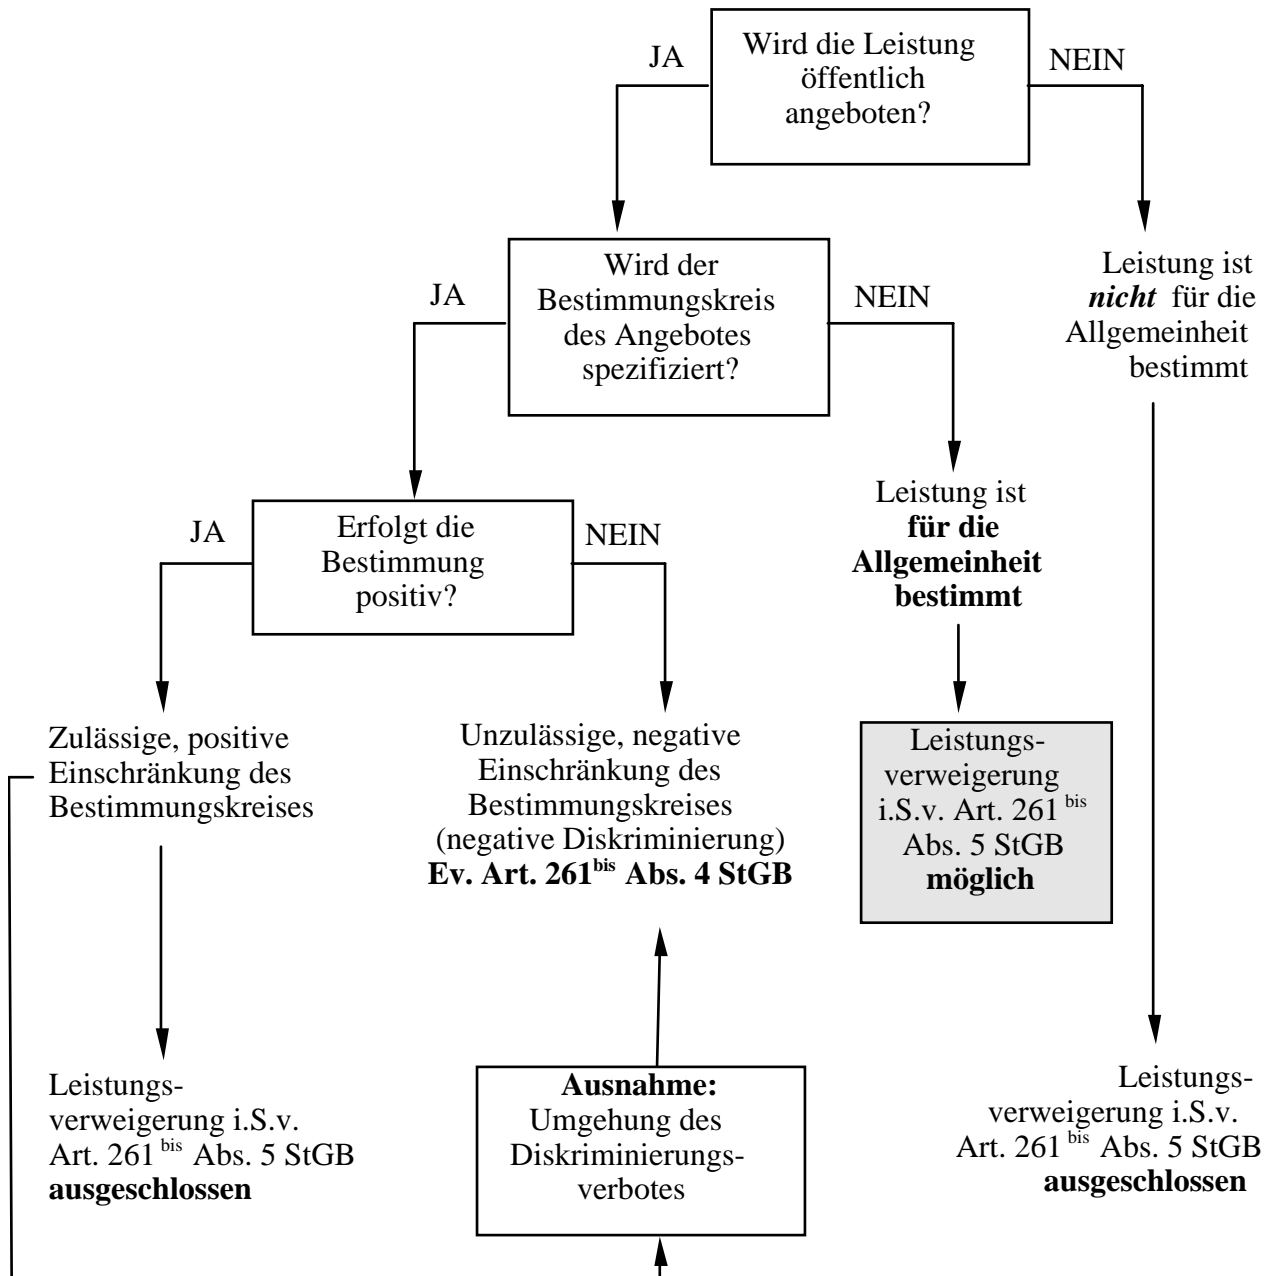 Wird die Leistung
öffentlich
angeboten?
JA
NEIN
Wird der
Bestimmungskreis
des Angebotes
spezifiziert?
JA
NEIN
Leistung ist
nicht für die
Allgemeinheit
bestimmt
Erfolgt die
Bestimmung
positiv?
JA
NEIN
Leistung ist
für die
Allgemeinheit
bestimmt
Zulässige, positive
Einschränkung des
Bestimmungskreises
Unzulässige, negative
Einschränkung des
Bestimmungskreises
(negative Diskriminierung)
Ev. Art. 261bis Abs. 4 StGB
Leistungs-
verweigerung
i.S.v. Art. 261 bis
Abs. 5 StGB
möglich
Leistungs-
verweigerung i.S.v.
Art. 261 bis Abs. 5 StGB
ausgeschlossen
Ausnahme:
Umgehung des
Diskriminierungs-
verbotes
Leistungs-
verweigerung i.S.v.
Art. 261 bis Abs. 5 StGB
ausgeschlossen